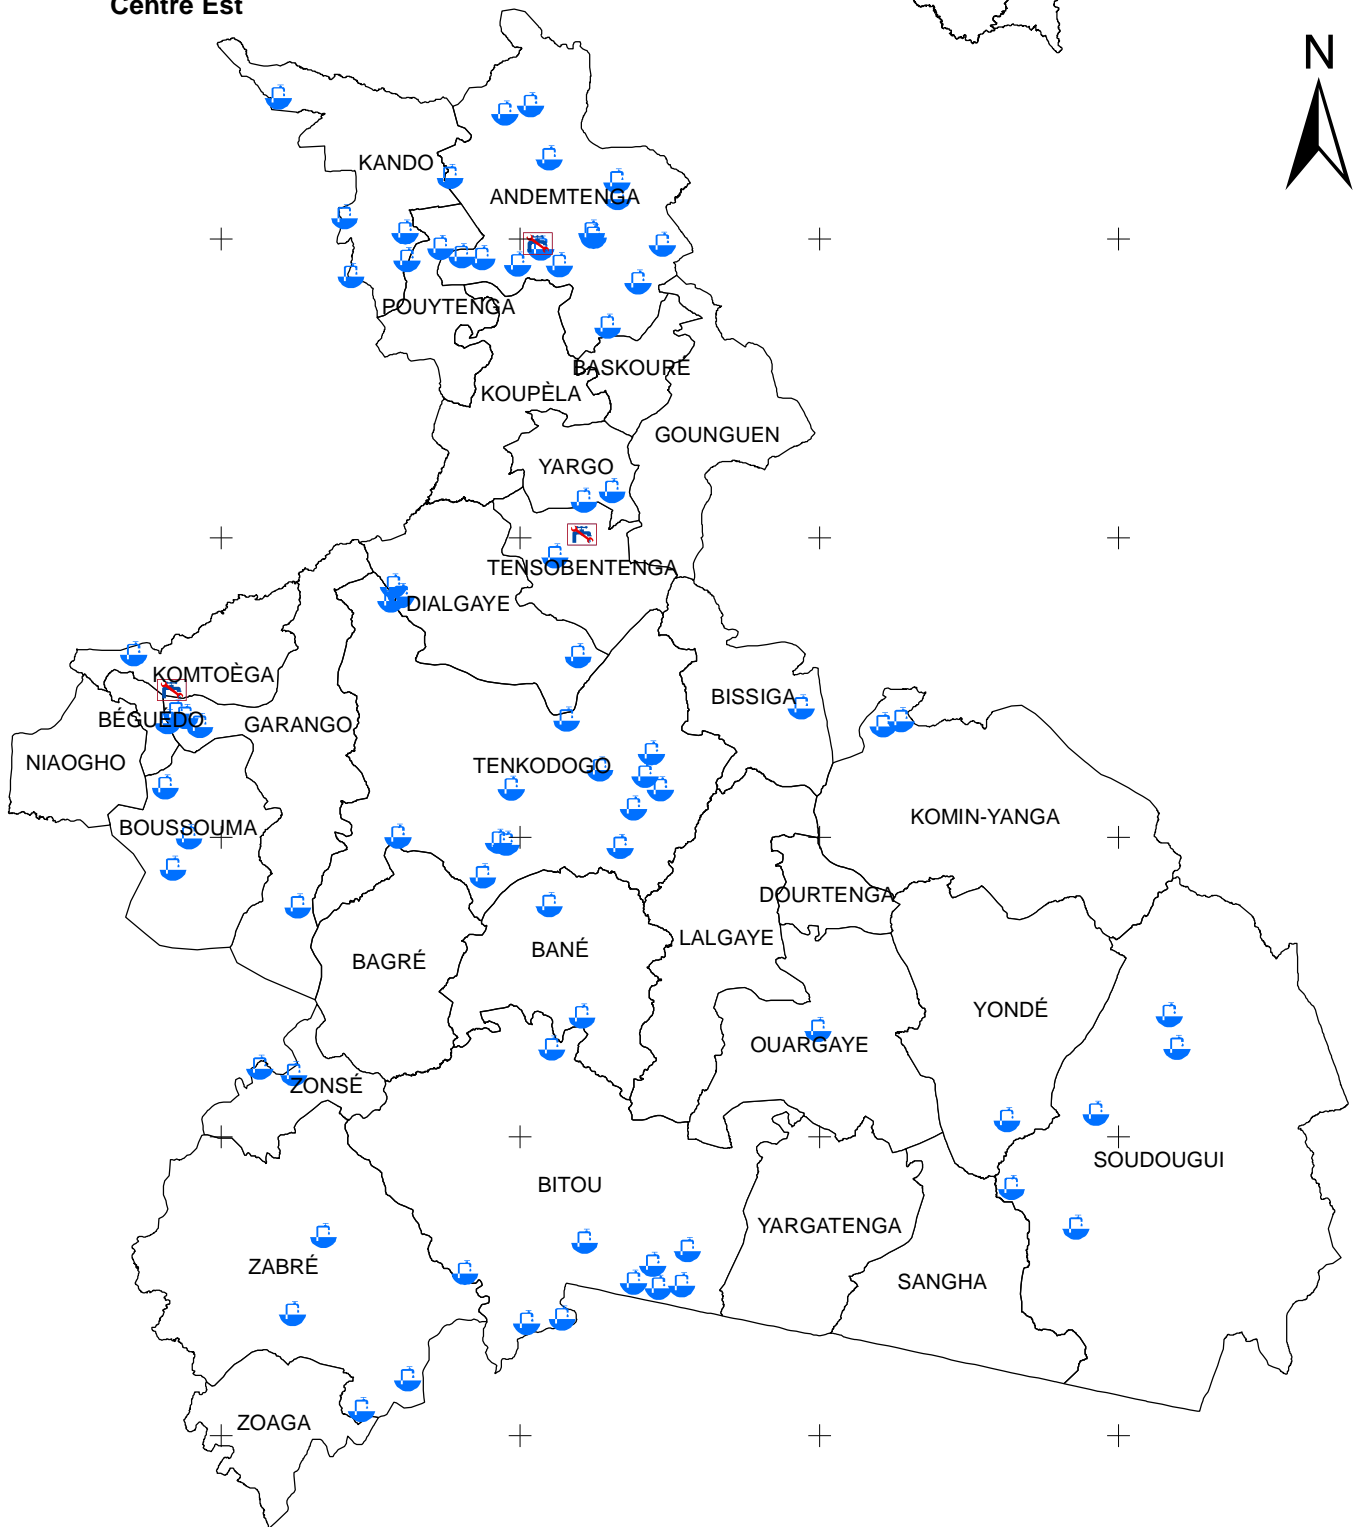 Centre Est
N
KANDO
ANDEMTENGA
POUYTENGA
BASKOURÉ
KOUPÈLA
GOUNGUEN
YARGO
TENSOBENTENGA
DIALGAYE
KOMTOÈGA
BISSIGA
BÉGUÉDO
GARANGO
NIAOGHO
TENKODOGO
KOMIN-YANGA
BOUSSOUMA
DOURTENGA
LALGAYE
BANÉ
BAGRÉ
YONDÉ
OUARGAYE
ZONSÉ
SOUDOUGUI
BITOU
YARGATENGA
ZABRÉ
SANGHA
ZOAGA